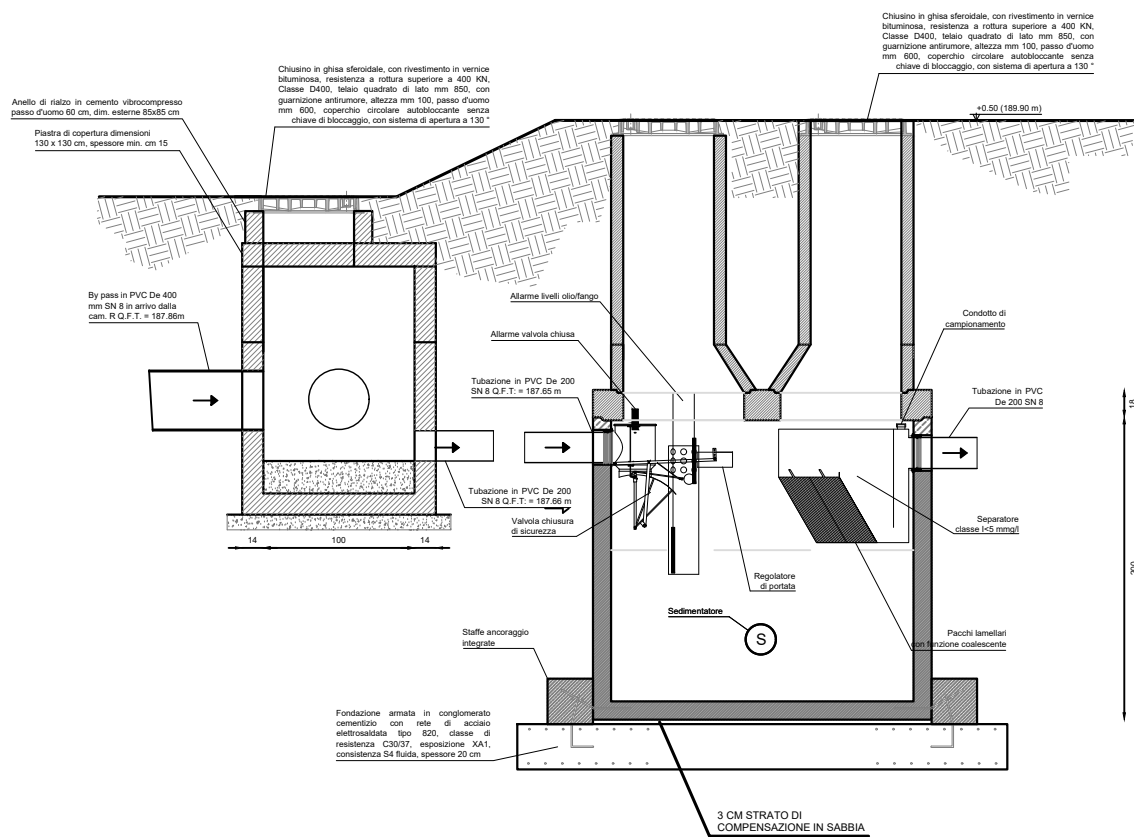 Chiusino in ghisa sferoidale, con rivestimento in vernice
bituminosa, resistenza a rottura superiore a 400 KN,
Classe D400, telaio quadrato di lato mm 850, con
guarnizione antirumore, altezza mm 100, passo d'uomo
mm 600, coperchio circolare autobloccante senza
chiave di bloccaggio, con sistema di apertura a 130 °
Chiusino in ghisa sferoidale, con rivestimento in vernice
bituminosa, resistenza a rottura superiore a 400 KN,
Classe D400, telaio quadrato di lato mm 850, con
guarnizione antirumore, altezza mm 100, passo d'uomo
mm 600, coperchio circolare autobloccante senza
chiave di bloccaggio, con sistema di apertura a 130 °
Anello di rialzo in cemento vibrocompresso
passo d'uomo 60 cm, dim. esterne 85x85 cm
+0.50 (189.90 m)
Piastra di copertura dimensioni
130 x 130 cm, spessore min. cm 15
By pass in PVC De 400
mm SN 8 in arrivo dalla
cam. R Q.F.T. = 187.86m
Allarme livelli olio/fango
Condotto di
campionamento
Allarme valvola chiusa
Tubazione in PVC De 200
SN 8 Q.F.T: = 187.65 m
Tubazione in PVC
De 200 SN 8
18
Tubazione in PVC De 200
SN 8 Q.F.T: = 187.66 m
Valvola chiusura
di sicurezza
Separatore
classe I<5 mmg/l
14
100
14
200
Regolatore
di portata
Sedimentatore
S
Staffe ancoraggio
integrate
Pacchi lamellari
con funzione coalescente
Fondazione armata in conglomerato
cementizio con rete di acciaio
elettrosaldata tipo 820, classe di
resistenza C30/37, esposizione XA1,
consistenza S4 fluida, spessore 20 cm
3 CM STRATO DI
COMPENSAZIONE IN SABBIA